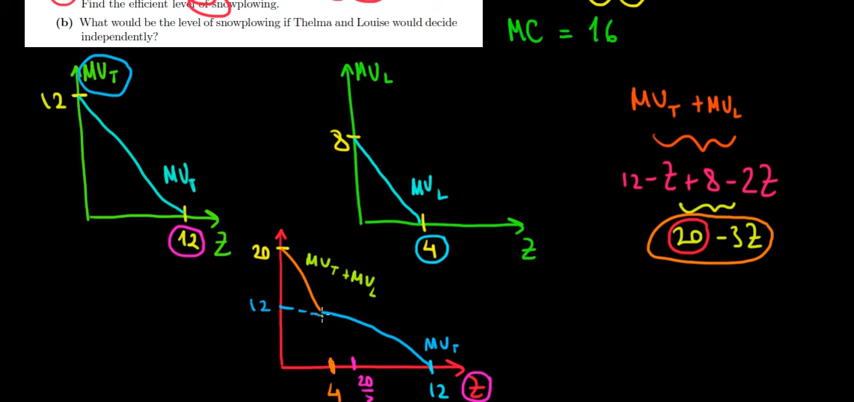 Find the efficient level of snowplowing.
(b) What would be the level of snowplowing if Thelma and Louise would decide
independently?
MC = 16
MU_T
12
MU_T
12
Z
MU_L
8
MU_L
4
Z
MU_T + MU_L
12 - Z + 8 - 2Z
20 - 3Z
20
MU_T + MU_L
12
MU_T
4
20
12
Z